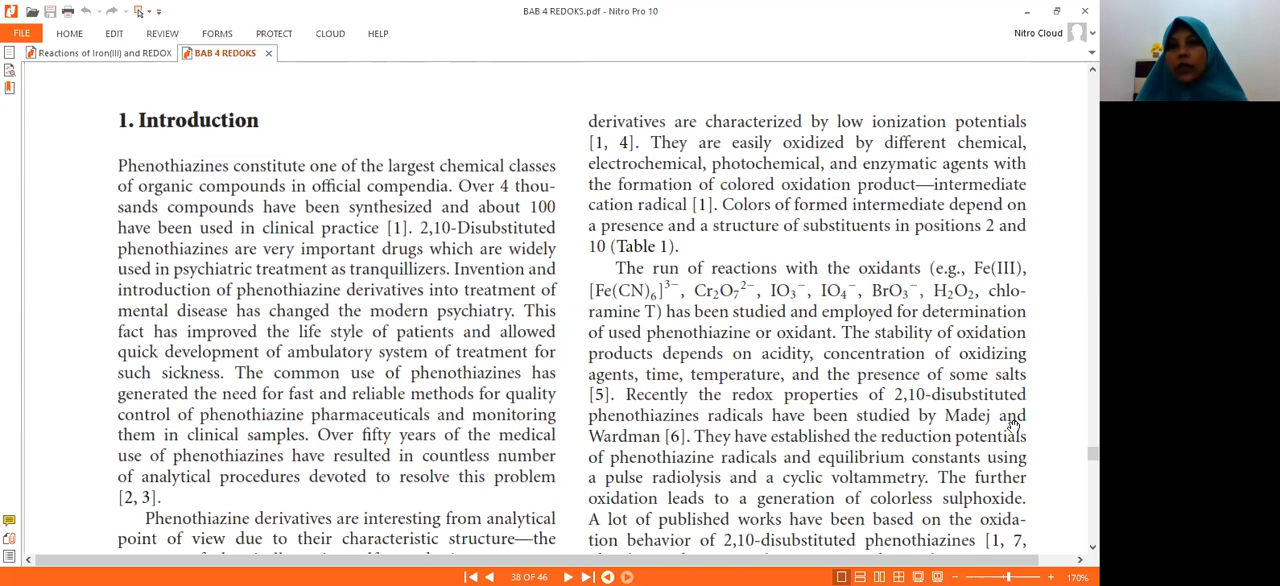 BAB 4 REDOKS.pdf - Nitro Pro 10
FILE
HOME
EDIT
REVIEW
FORMS
PROTECT
CLOUD
HELP
Nitro Cloud
Reactions of Iron(III) and REDOX
BAB 4 REDOKS
1. Introduction
Phenothiazines constitute one of the largest chemical classes
of organic compounds in official compendia. Over 4 thou-
sands compounds have been synthesized and about 100
have been used in clinical practice [1]. 2,10-Disubstituted
phenothiazines are very important drugs which are widely
used in psychiatric treatment as tranquillizers. Invention and
introduction of phenothiazine derivatives into treatment of
mental disease has changed the modern psychiatry. This
fact has improved the life style of patients and allowed
quick development of ambulatory system of treatment for
such sickness. The common use of phenothiazines has
generated the need for fast and reliable methods for quality
control of phenothiazine pharmaceuticals and monitoring
them in clinical samples. Over fifty years of the medical
use of phenothiazines have resulted in countless number
of analytical procedures devoted to resolve this problem
[2, 3].
Phenothiazine derivatives are interesting from analytical
point of view due to their characteristic structure—the
derivatives are characterized by low ionization potentials
[1, 4]. They are easily oxidized by different chemical,
electrochemical, photochemical, and enzymatic agents with
the formation of colored oxidation product—intermediate
cation radical [1]. Colors of formed intermediate depend on
a presence and a structure of substituents in positions 2 and
10 (Table 1).
The run of reactions with the oxidants (e.g., Fe(III),
[Fe(CN)₆]³⁻, Cr₂O₇²⁻, IO₃⁻, IO₄⁻, BrO₃⁻, H₂O₂, chlo-
ramine T) has been studied and employed for determination
of used phenothiazine or oxidant. The stability of oxidation
products depends on acidity, concentration of oxidizing
agents, time, temperature, and the presence of some salts
[5]. Recently the redox properties of 2,10-disubstituted
phenothiazines radicals have been studied by Madej and
Wardman [6]. They have established the reduction potentials
of phenothiazine radicals and equilibrium constants using
a pulse radiolysis and a cyclic voltammetry. The further
oxidation leads to a generation of colorless sulphoxide.
A lot of published works have been based on the oxida-
tion behavior of 2,10-disubstituted phenothiazines [1, 7,
38 OF 46
170%